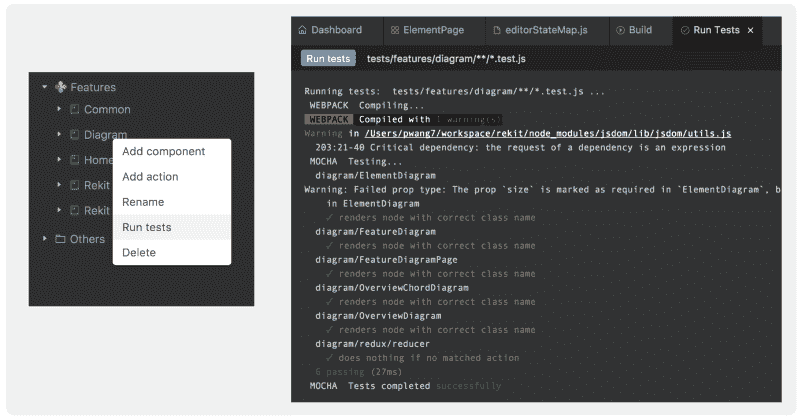 Features
Common
Diagram
Home
Rekit
Rekit
Others
Add component
Add action
Rename
Run tests
Delete
Dashboard
ElementPage
editorStateMap.js
Build
Run Tests
Run tests tests/features/diagram/**/*.test.js
Running tests: tests/features/diagram/**/*.test.js ...
WEBPACK Compiling...
WEBPACK Compiled with 1 warning(s)
Warning in /Users/pwang7/workspace/rekit/node_modules/jsdom/lib/jsdom/utils.js
203:21-40 Critical dependency: the request of a dependency is an expression
MOCHA Testing...
diagram/ElementDiagram
Warning: Failed prop type: The prop `size` is marked as required in `ElementDiagram`, b
in ElementDiagram
✓ renders node with correct class name
diagram/FeatureDiagram
✓ renders node with correct class name
diagram/FeatureDiagramPage
✓ renders node with correct class name
diagram/OverviewChordDiagram
✓ renders node with correct class name
diagram/OverviewDiagram
✓ renders node with correct class name
diagram/redux/reducer
✓ does nothing if no matched action
6 passing (27ms)
MOCHA Tests completed successfully